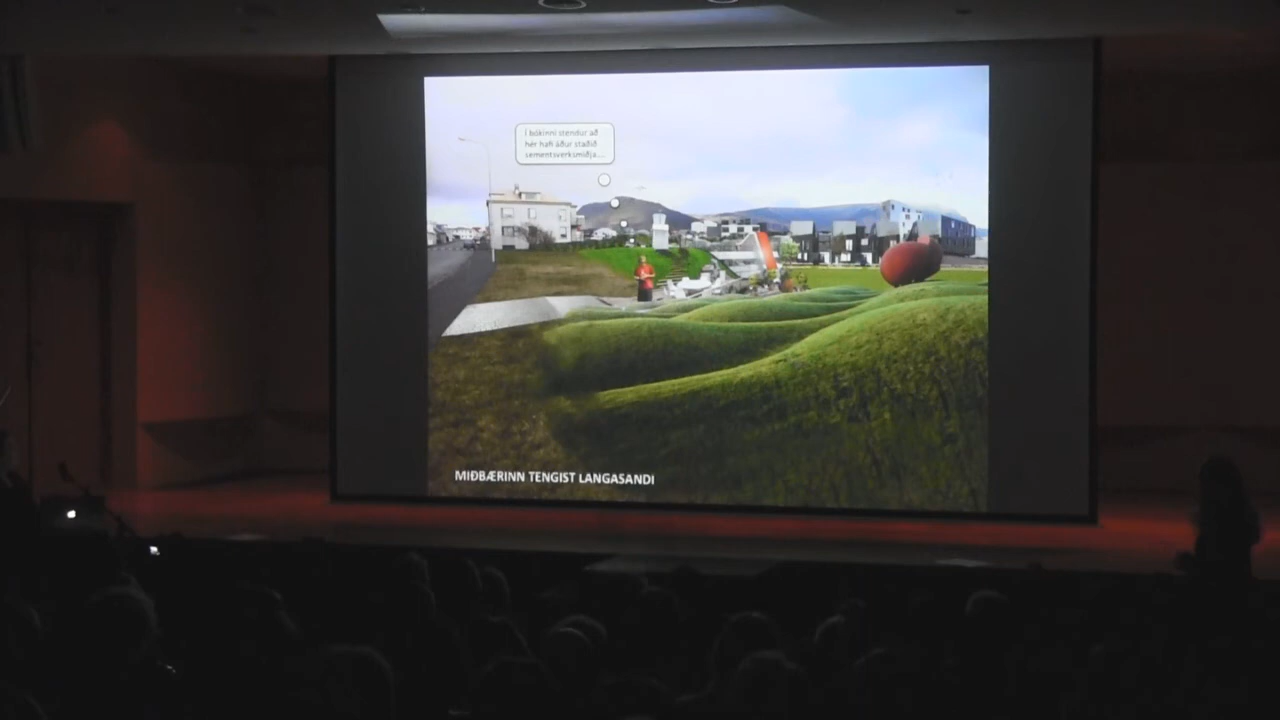 Í bókinni stendur að
hér hafi áður staðið
sementsverksmiðja....
MIÐBÆRINN TENGIST LANGASANDI